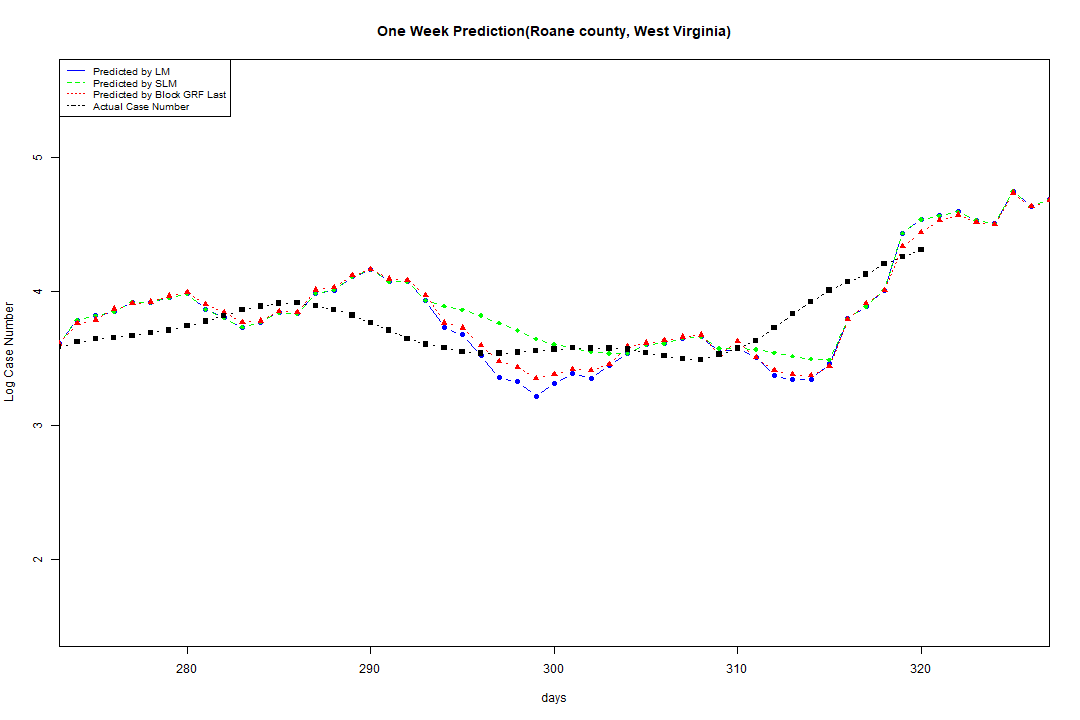 One Week Prediction(Roane county, West Virginia)
Predicted by LM
Predicted by SLM
Predicted by Block GRF Last
Actual Case Number
5
4
3
2
Log Case Number
280 290 300 310 320
days